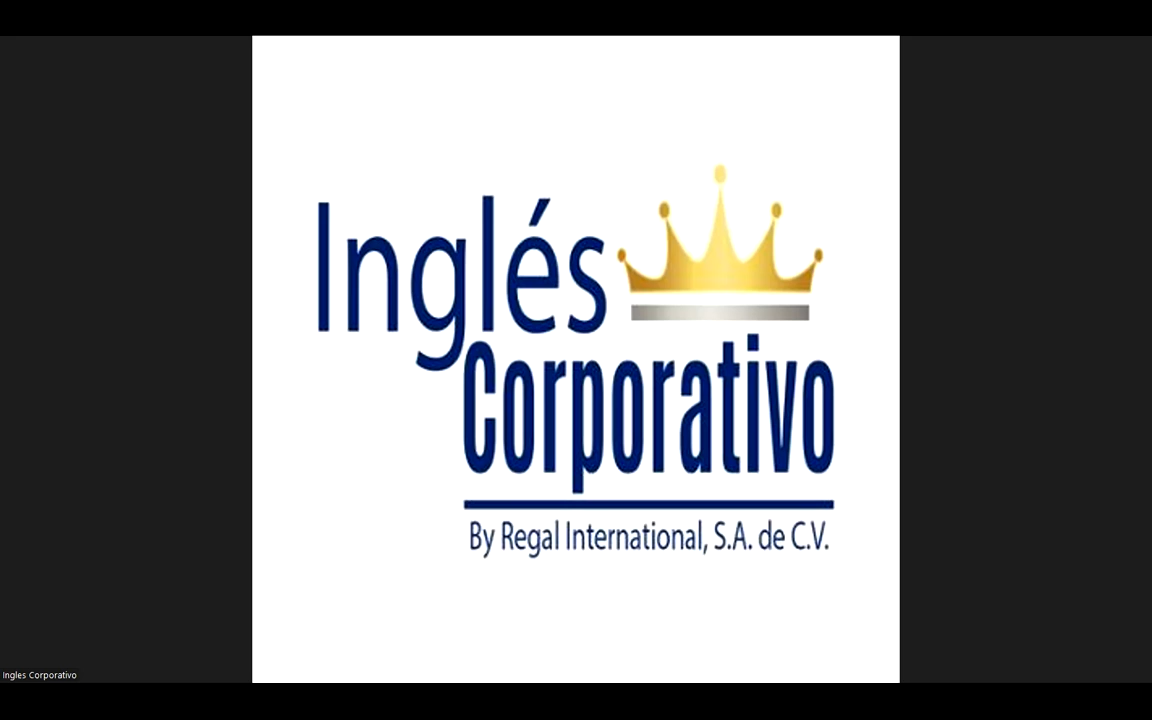 Inglés
Corporativo
By Regal International, S.A. de C.V.
Ingles Corporativo